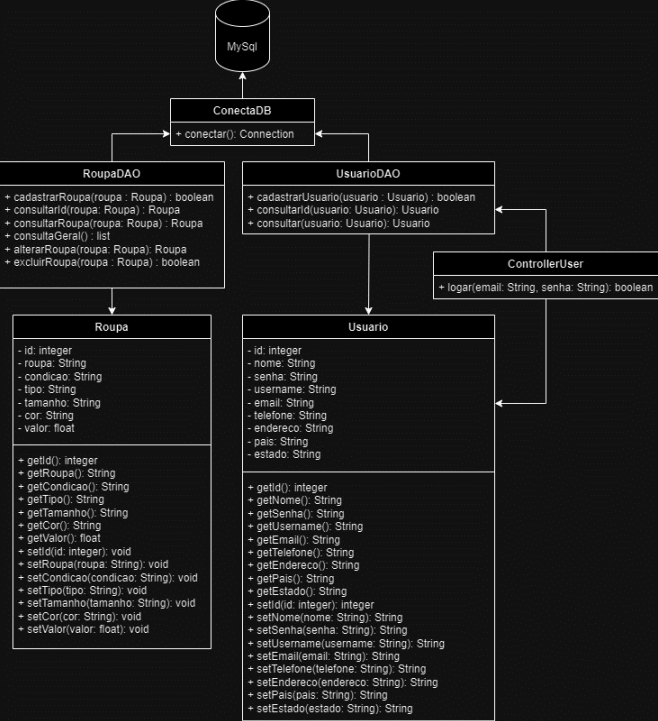 MySql
ConectaDB
+ conectar(): Connection
RoupaDAO
+ cadastrarRoupa(roupa : Roupa) : boolean
+ consultarId(roupa: Roupa) : Roupa
+ consultarRoupa(roupa: Roupa) : Roupa
+ consultaGeral() : list
+ alterarRoupa(roupa: Roupa): Roupa
+ excluirRoupa(roupa : Roupa) : boolean
UsuarioDAO
+ cadastrarUsuario(usuario : Usuario) : boolean
+ consultarId(usuario: Usuario): Usuario
+ consultar(usuario: Usuario): Usuario
ControllerUser
+ logar(email: String, senha: String): boolean
Roupa
- id: integer
- roupa: String
- condicao: String
- tipo: String
- tamanho: String
- cor: String
- valor: float
+ getId(): integer
+ getRoupa(): String
+ getCondicao(): String
+ getTipo(): String
+ getTamanho(): String
+ getCor(): String
+ getValor(): float
+ setId(id: integer): void
+ setRoupa(roupa: String): void
+ setCondicao(condicao: String): void
+ setTipo(tipo: String): void
+ setTamanho(tamanho: String): void
+ setCor(cor: String): void
+ setValor(valor: float): void
Usuario
- id: integer
- nome: String
- senha: String
- username: String
- email: String
- telefone: String
- endereco: String
- pais: String
- estado: String
+ getId(): integer
+ getNome(): String
+ getSenha(): String
+ getUsername(): String
+ getEmail(): String
+ getTelefone(): String
+ getEndereco(): String
+ getPais(): String
+ getEstado(): String
+ setId(id: integer): integer
+ setNome(nome: String): String
+ setSenha(senha: String): String
+ setUsername(username: String): String
+ setEmail(email: String): String
+ setTelefone(telefone: String): String
+ setEndereco(endereco: String): String
+ setPais(pais: String): String
+ setEstado(estado: String): String